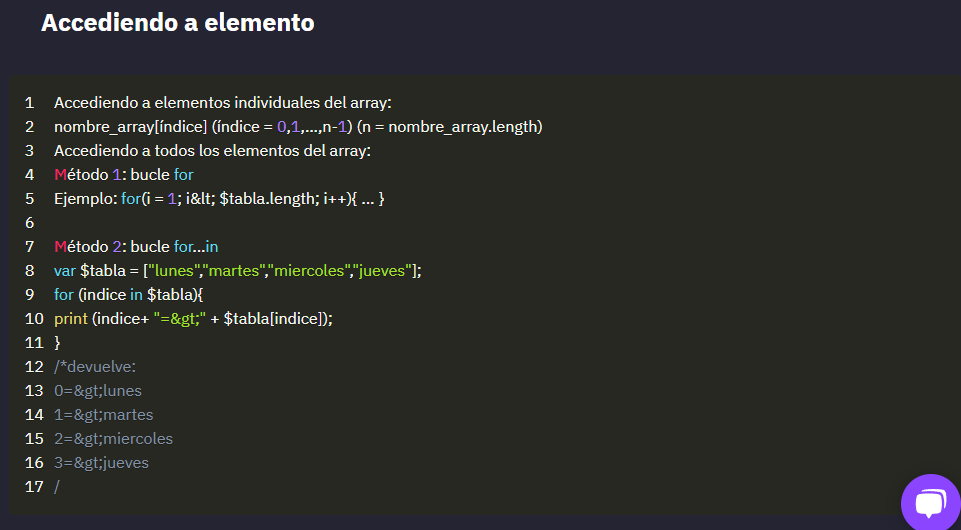 Accediendo a elemento
1 Accediendo a elementos individuales del array:
2 nombre_array[índice] (índice = 0,1,...,n-1) (n = nombre_array.length)
3 Accediendo a todos los elementos del array:
4 Método 1: bucle for
5 Ejemplo: for(i = 1; i&lt; $tabla.length; i++){ ... }
6
7 Método 2: bucle for...in
8 var $tabla = ["lunes","martes","miercoles","jueves"];
9 for (indice in $tabla){
10 print (indice+ "=&gt;" + $tabla[indice]);
11 }
12 /*devuelve:
13 0=&gt;lunes
14 1=&gt;martes
15 2=&gt;miercoles
16 3=&gt;jueves
17 /